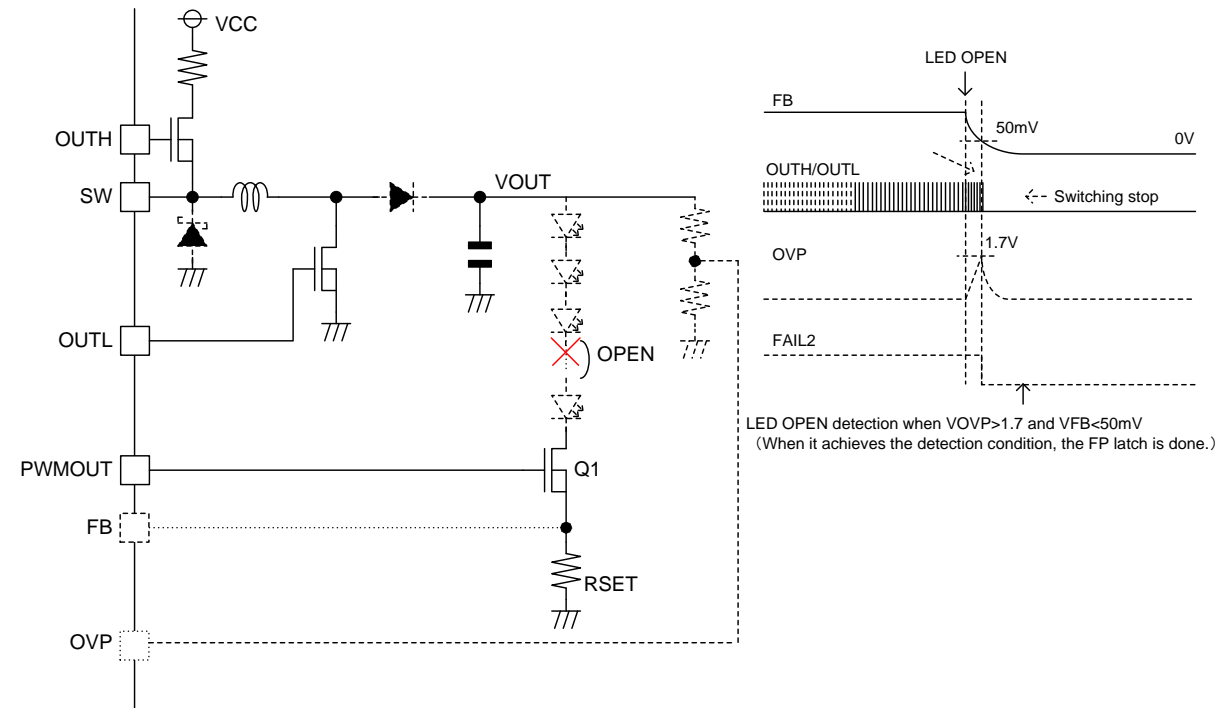 VCC
OUTH
SW
VOUT
OUTL
OPEN
PWMOUT
Q1
FB
RSET
OVP
LED OPEN
FB
50mV
0V
OUTH/OUTL
Switching stop
1.7V
OVP
FAIL2
LED OPEN detection when VOVP>1.7 and VFB<50mV
(When it achieves the detection condition, the FP latch is done.)